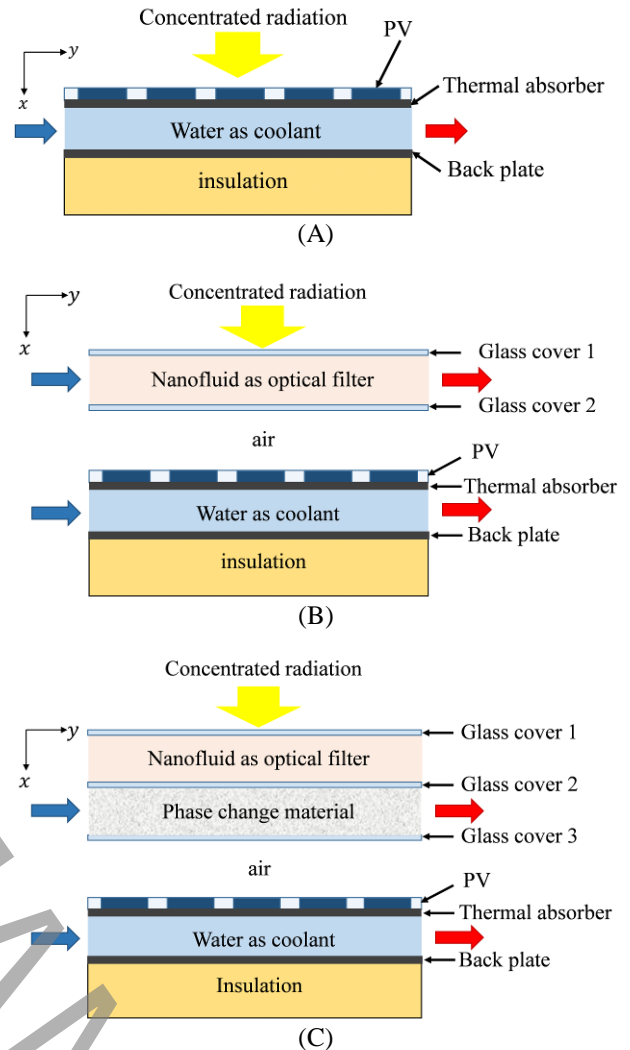 Concentrated radiation
PV
y
x
Thermal absorber
Water as coolant
Back plate
insulation
(A)
Concentrated radiation
y
x
Glass cover 1
Nanofluid as optical filter
Glass cover 2
air
PV
Thermal absorber
Water as coolant
Back plate
insulation
(B)
Concentrated radiation
y
x
Glass cover 1
Nanofluid as optical filter
Glass cover 2
Phase change material
Glass cover 3
air
PV
Thermal absorber
Water as coolant
Back plate
Insulation
(C)